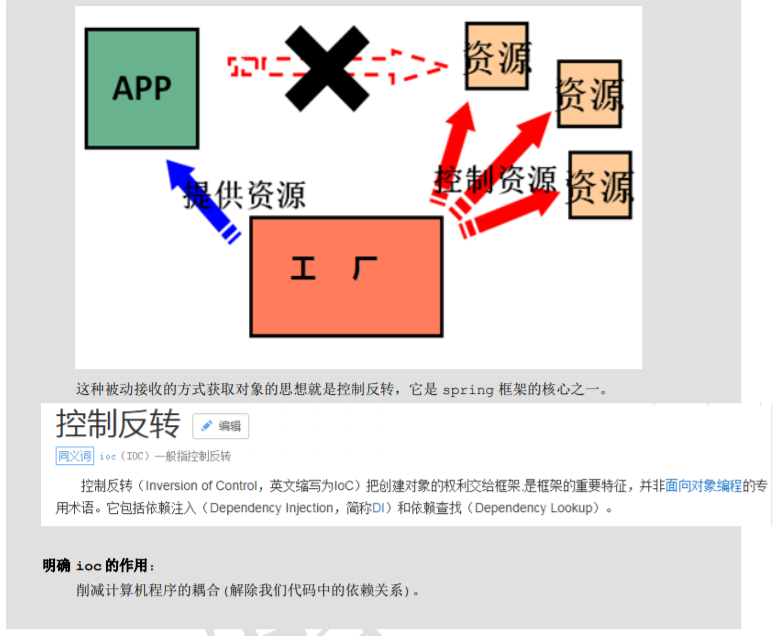 APP
资源
资源
资源
提供资源
控制资源
工 厂
这种被动接收的方式获取对象的思想就是控制反转，它是 spring 框架的核心之一。
控制反转 编辑
同义词 ioc（IOC）一般指控制反转
控制反转（Inversion of Control，英文缩写为IoC）把创建对象的权利交给框架,是框架的重要特征，并非面向对象编程的专
用术语。它包括依赖注入（Dependency Injection，简称DI）和依赖查找（Dependency Lookup）。
明确 ioc 的作用：
削减计算机程序的耦合(解除我们代码中的依赖关系)。